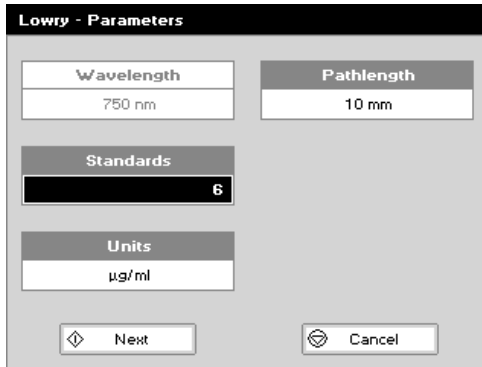 Lowry - Parameters
Wavelength
750 nm
Pathlength
10 mm
Standards
6
Units
µg/ml
Next
Cancel